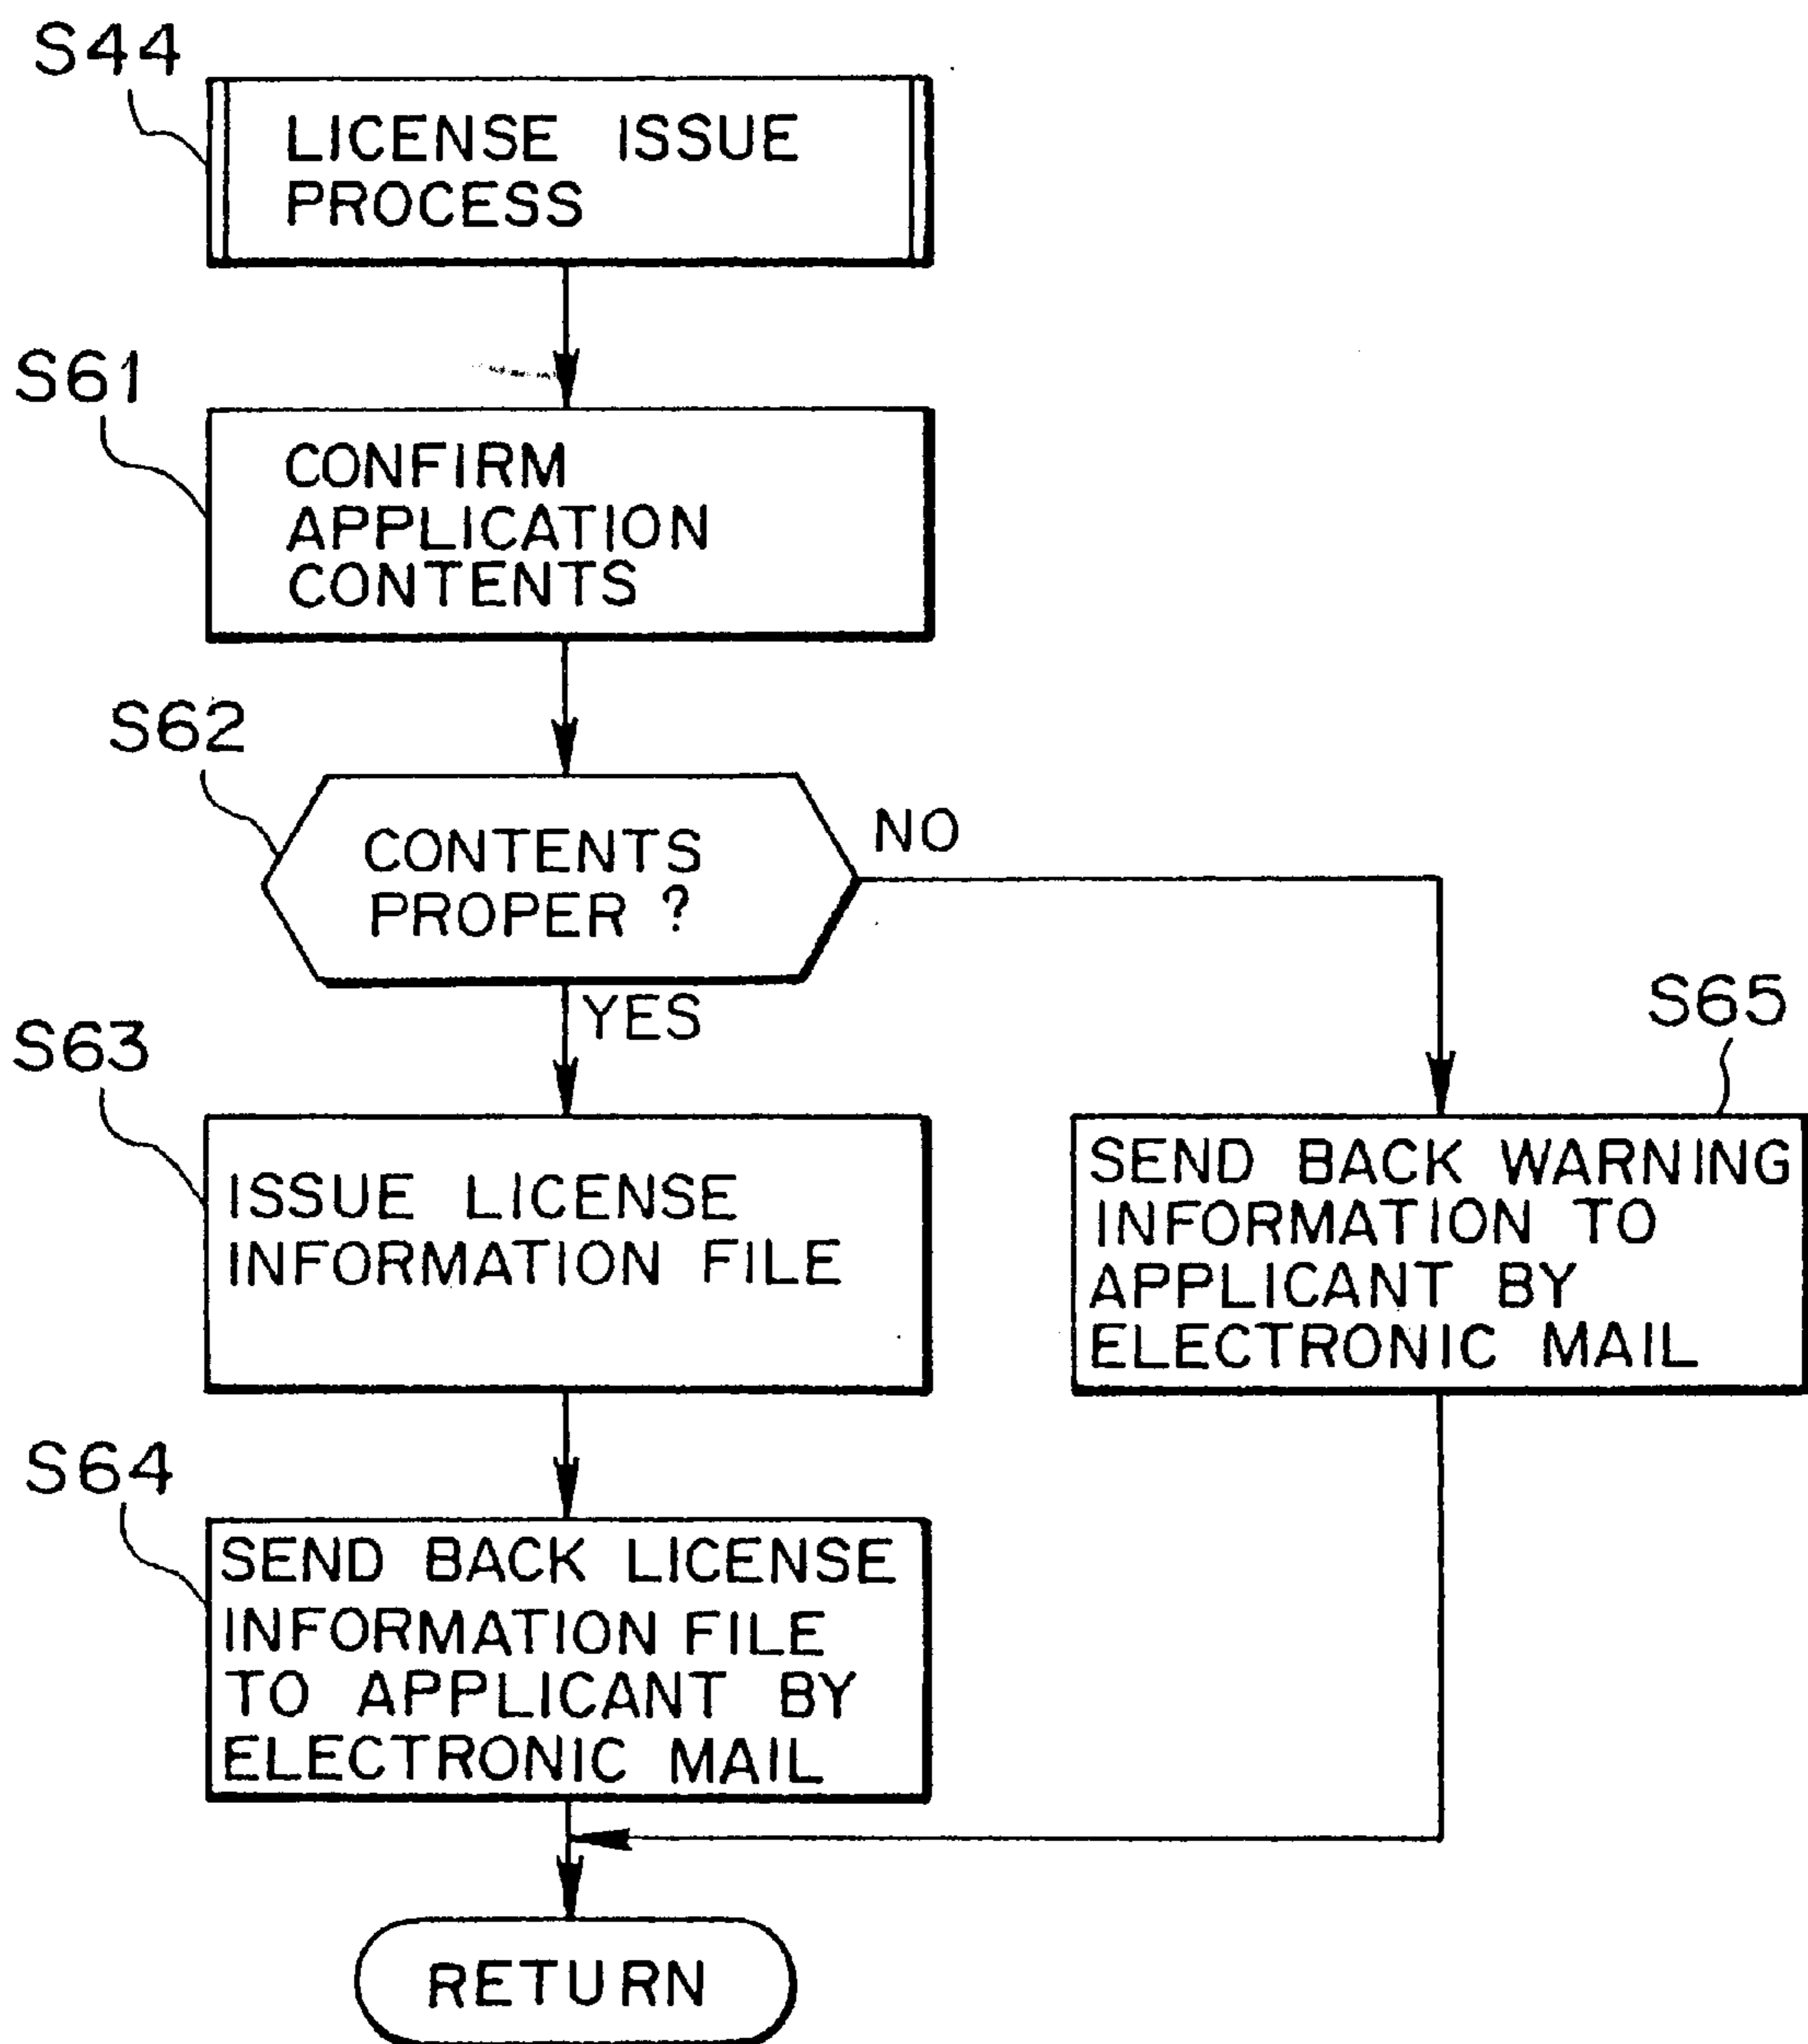 S44
LICENSE ISSUE
PROCESS
S61
CONFIRM
APPLICATION
CONTENTS
S62
CONTENTS
PROPER ?
NO
YES
S63
ISSUE LICENSE
INFORMATION FILE
S65
SEND BACK WARNING
INFORMATION TO
APPLICANT BY
ELECTRONIC MAIL
S64
SEND BACK LICENSE
INFORMATION FILE
TO APPLICANT BY
ELECTRONIC MAIL
RETURN